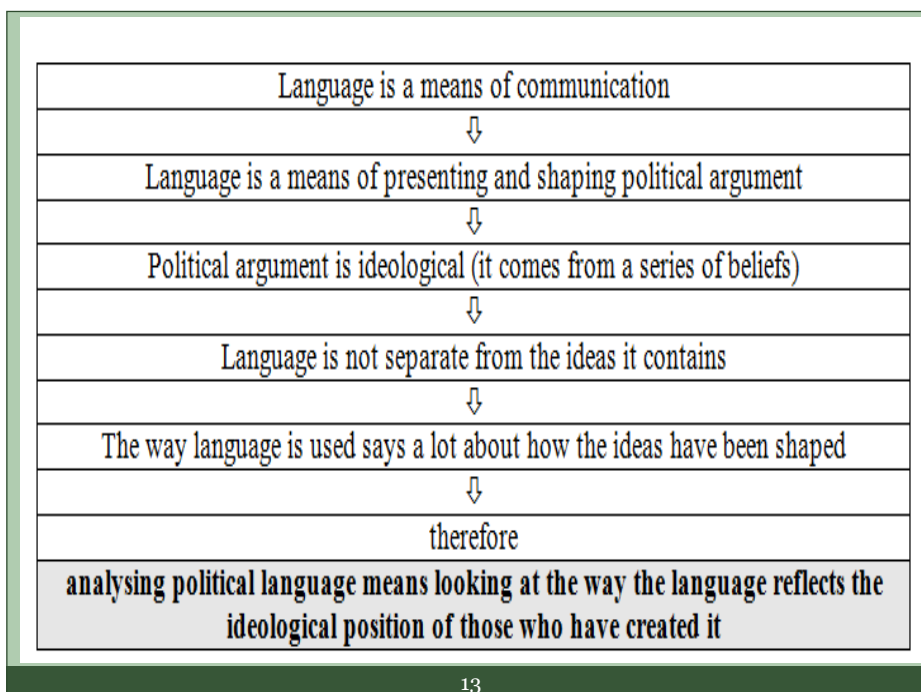 Language is a means of communication
⇩
Language is a means of presenting and shaping political argument
⇩
Political argument is ideological (it comes from a series of beliefs)
⇩
Language is not separate from the ideas it contains
⇩
The way language is used says a lot about how the ideas have been shaped
⇩
therefore
analysing political language means looking at the way the language reflects the
ideological position of those who have created it
13